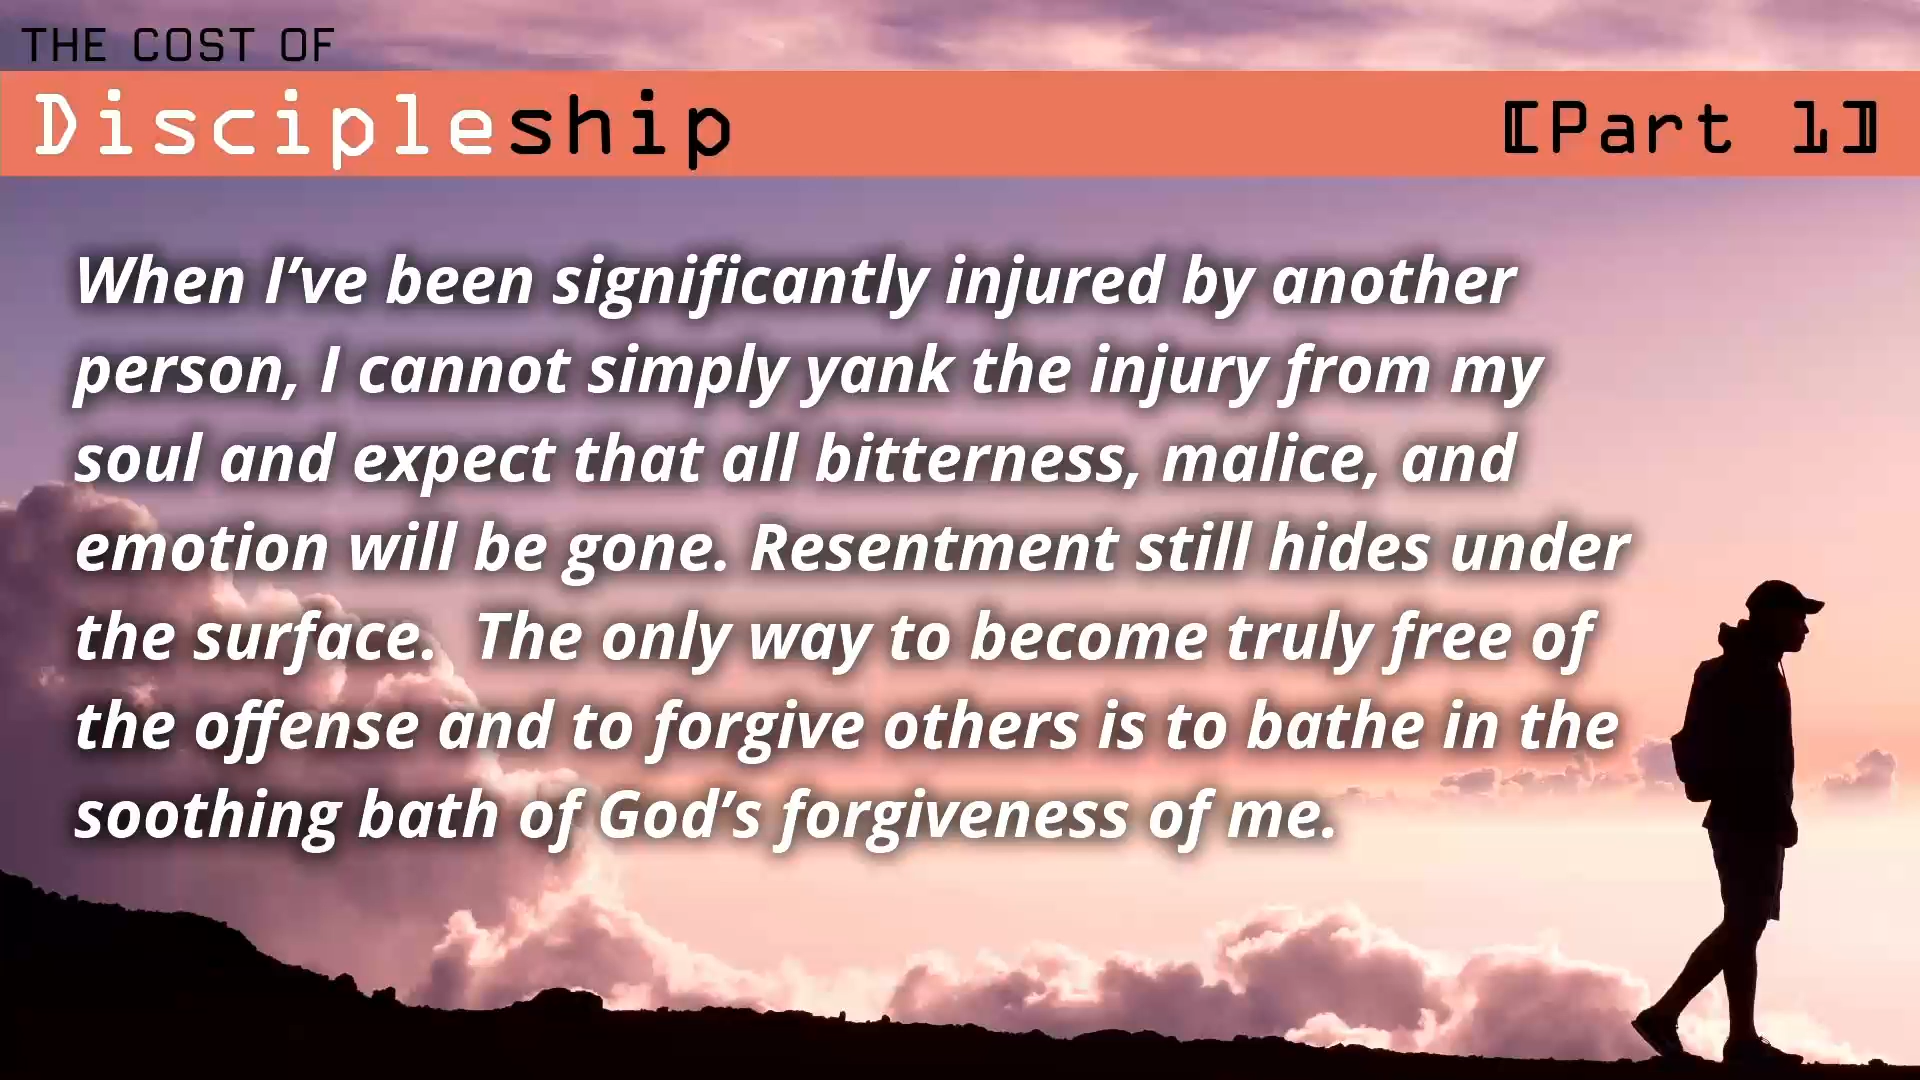 THE COST OF
Discipleship
[Part 1]
When I’ve been significantly injured by another
person, I cannot simply yank the injury from my
soul and expect that all bitterness, malice, and
emotion will be gone. Resentment still hides under
the surface.  The only way to become truly free of
the offense and to forgive others is to bathe in the
soothing bath of God’s forgiveness of me.